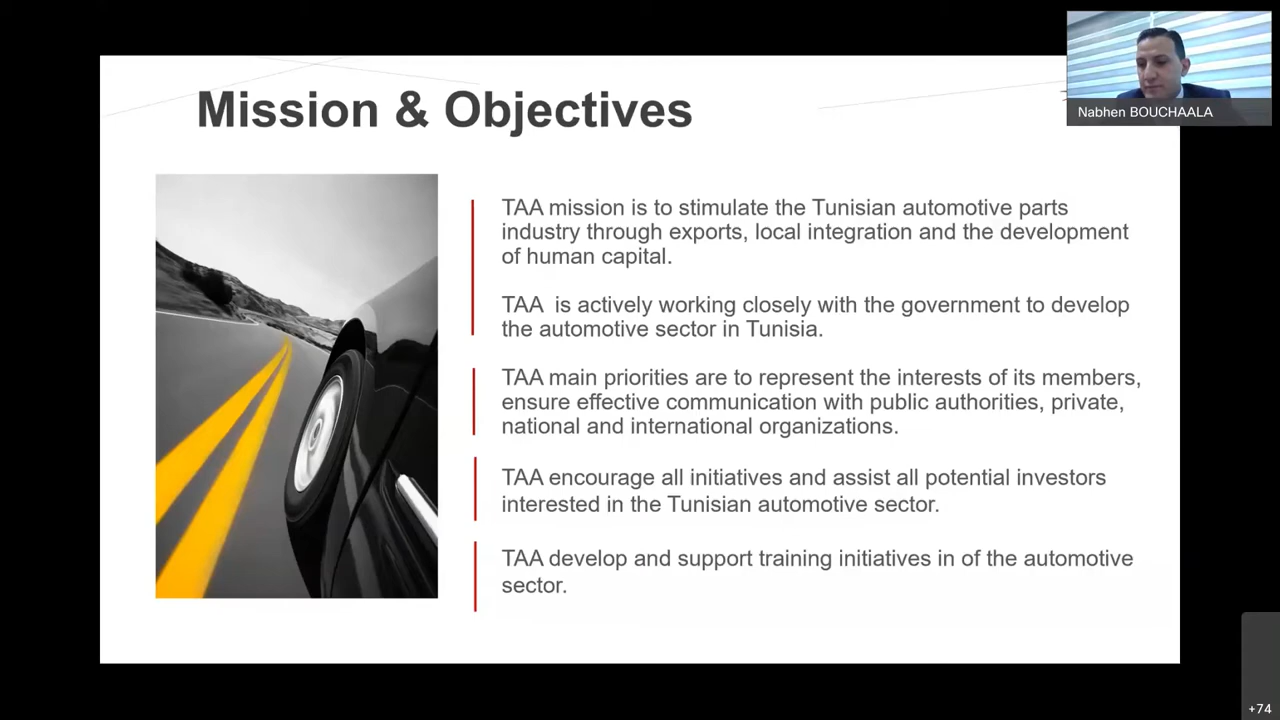 Mission & Objectives
Nabhen BOUCHAALA
TAA mission is to stimulate the Tunisian automotive parts
industry through exports, local integration and the development
of human capital.
TAA  is actively working closely with the government to develop
the automotive sector in Tunisia.
TAA main priorities are to represent the interests of its members,
ensure effective communication with public authorities, private,
national and international organizations.
TAA encourage all initiatives and assist all potential investors
interested in the Tunisian automotive sector.
TAA develop and support training initiatives in of the automotive
sector.
+74